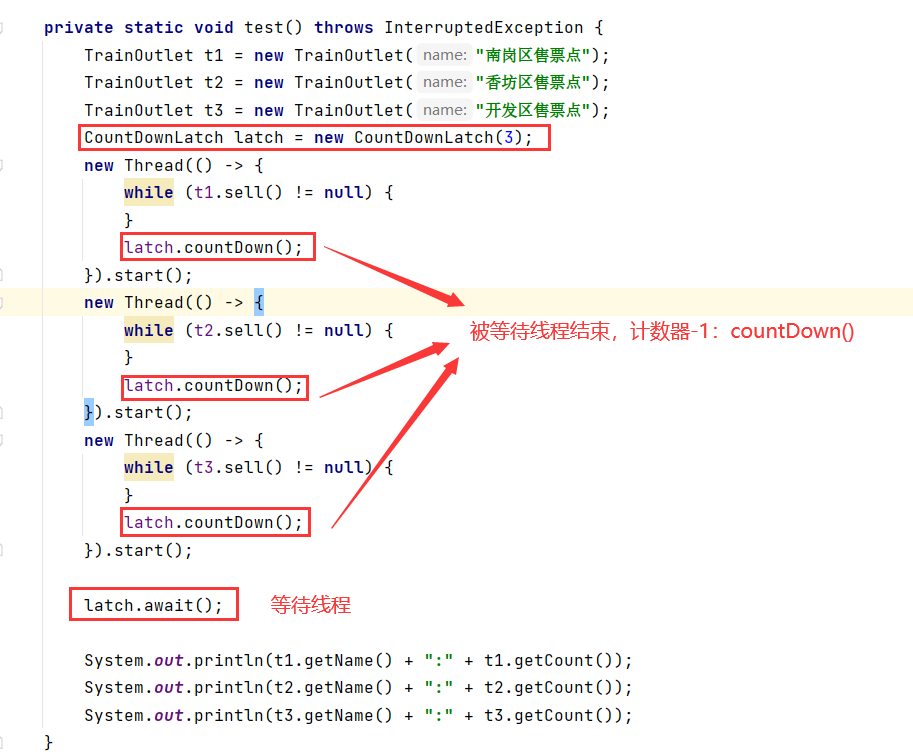 private static void test() throws InterruptedException {
TrainOutlet t1 = new TrainOutlet( name: "南岗区售票点");
TrainOutlet t2 = new TrainOutlet( name: "香坊区售票点");
TrainOutlet t3 = new TrainOutlet( name: "开发区售票点");
CountDownLatch latch = new CountDownLatch(3);
new Thread(() -> {
while (t1.sell() != null) {
}
latch.countDown();
}).start();
new Thread(() -> {
while (t2.sell() != null) {
}
latch.countDown();
}).start();
new Thread(() -> {
while (t3.sell() != null) {
}
latch.countDown();
}).start();
被等待线程结束，计数器-1：countDown()
latch.await(); 等待线程
System.out.println(t1.getName() + ":" + t1.getCount());
System.out.println(t2.getName() + ":" + t2.getCount());
System.out.println(t3.getName() + ":" + t3.getCount());
}